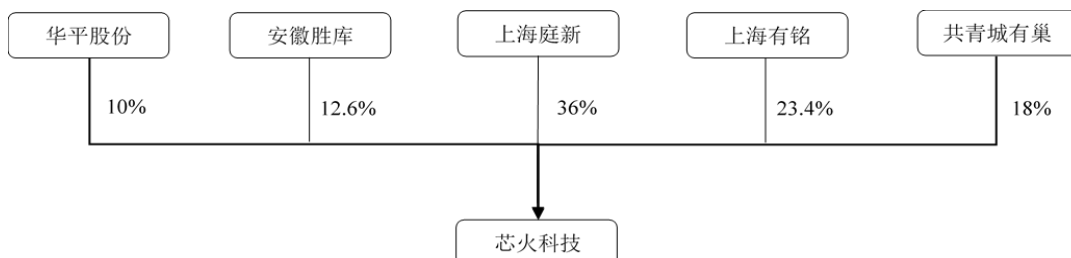 华平股份
安徽胜库
上海庭新
上海有铭
共青城有巢
10%
12.6%
36%
23.4%
18%
芯火科技